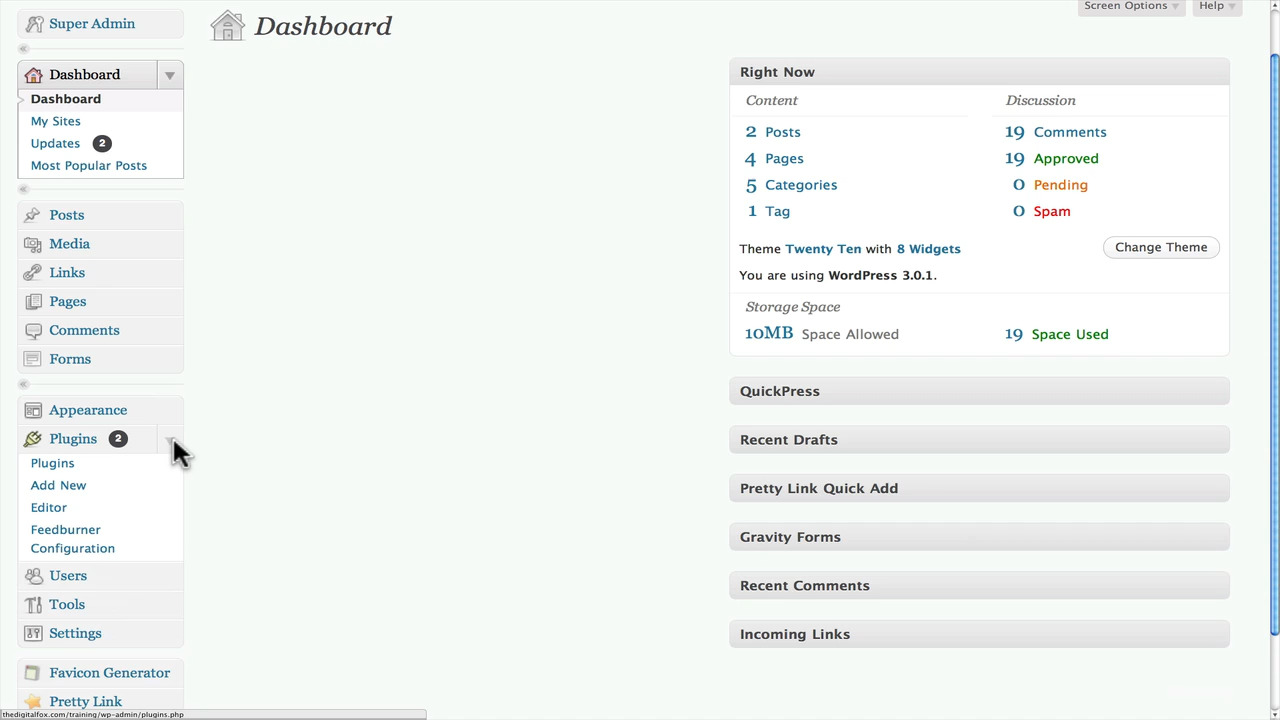 Super Admin
Dashboard
Dashboard
My Sites
Updates 2
Most Popular Posts
Posts
Media
Links
Pages
Comments
Forms
Appearance
Plugins 2
Plugins
Add New
Editor
Feedburner
Configuration
Users
Tools
Settings
Favicon Generator
Pretty Link
Dashboard
Screen Options
Help
Right Now
Content
2 Posts
4 Pages
5 Categories
1 Tag
Discussion
19 Comments
19 Approved
0 Pending
0 Spam
Theme Twenty Ten with 8 Widgets
Change Theme
You are using WordPress 3.0.1.
Storage Space
10MB Space Allowed
19 Space Used
QuickPress
Recent Drafts
Pretty Link Quick Add
Gravity Forms
Recent Comments
Incoming Links
thedigitalfox.com/training/wp-admin/plugins.php